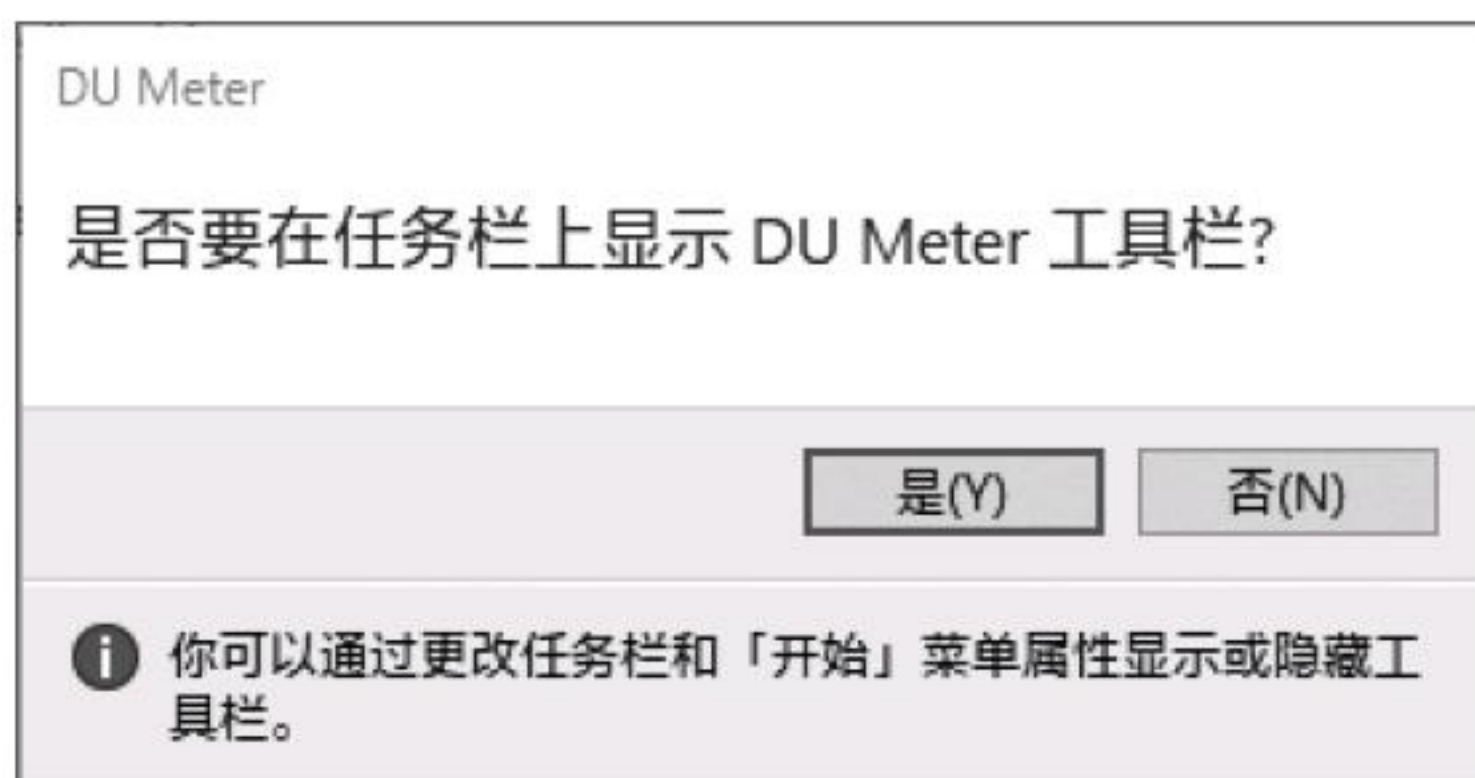 DU Meter
是否要在任务栏上显示 DU Meter 工具栏?
是(Y)
否(N)
你可以通过更改任务栏和「开始」菜单属性显示或隐藏工
具栏。